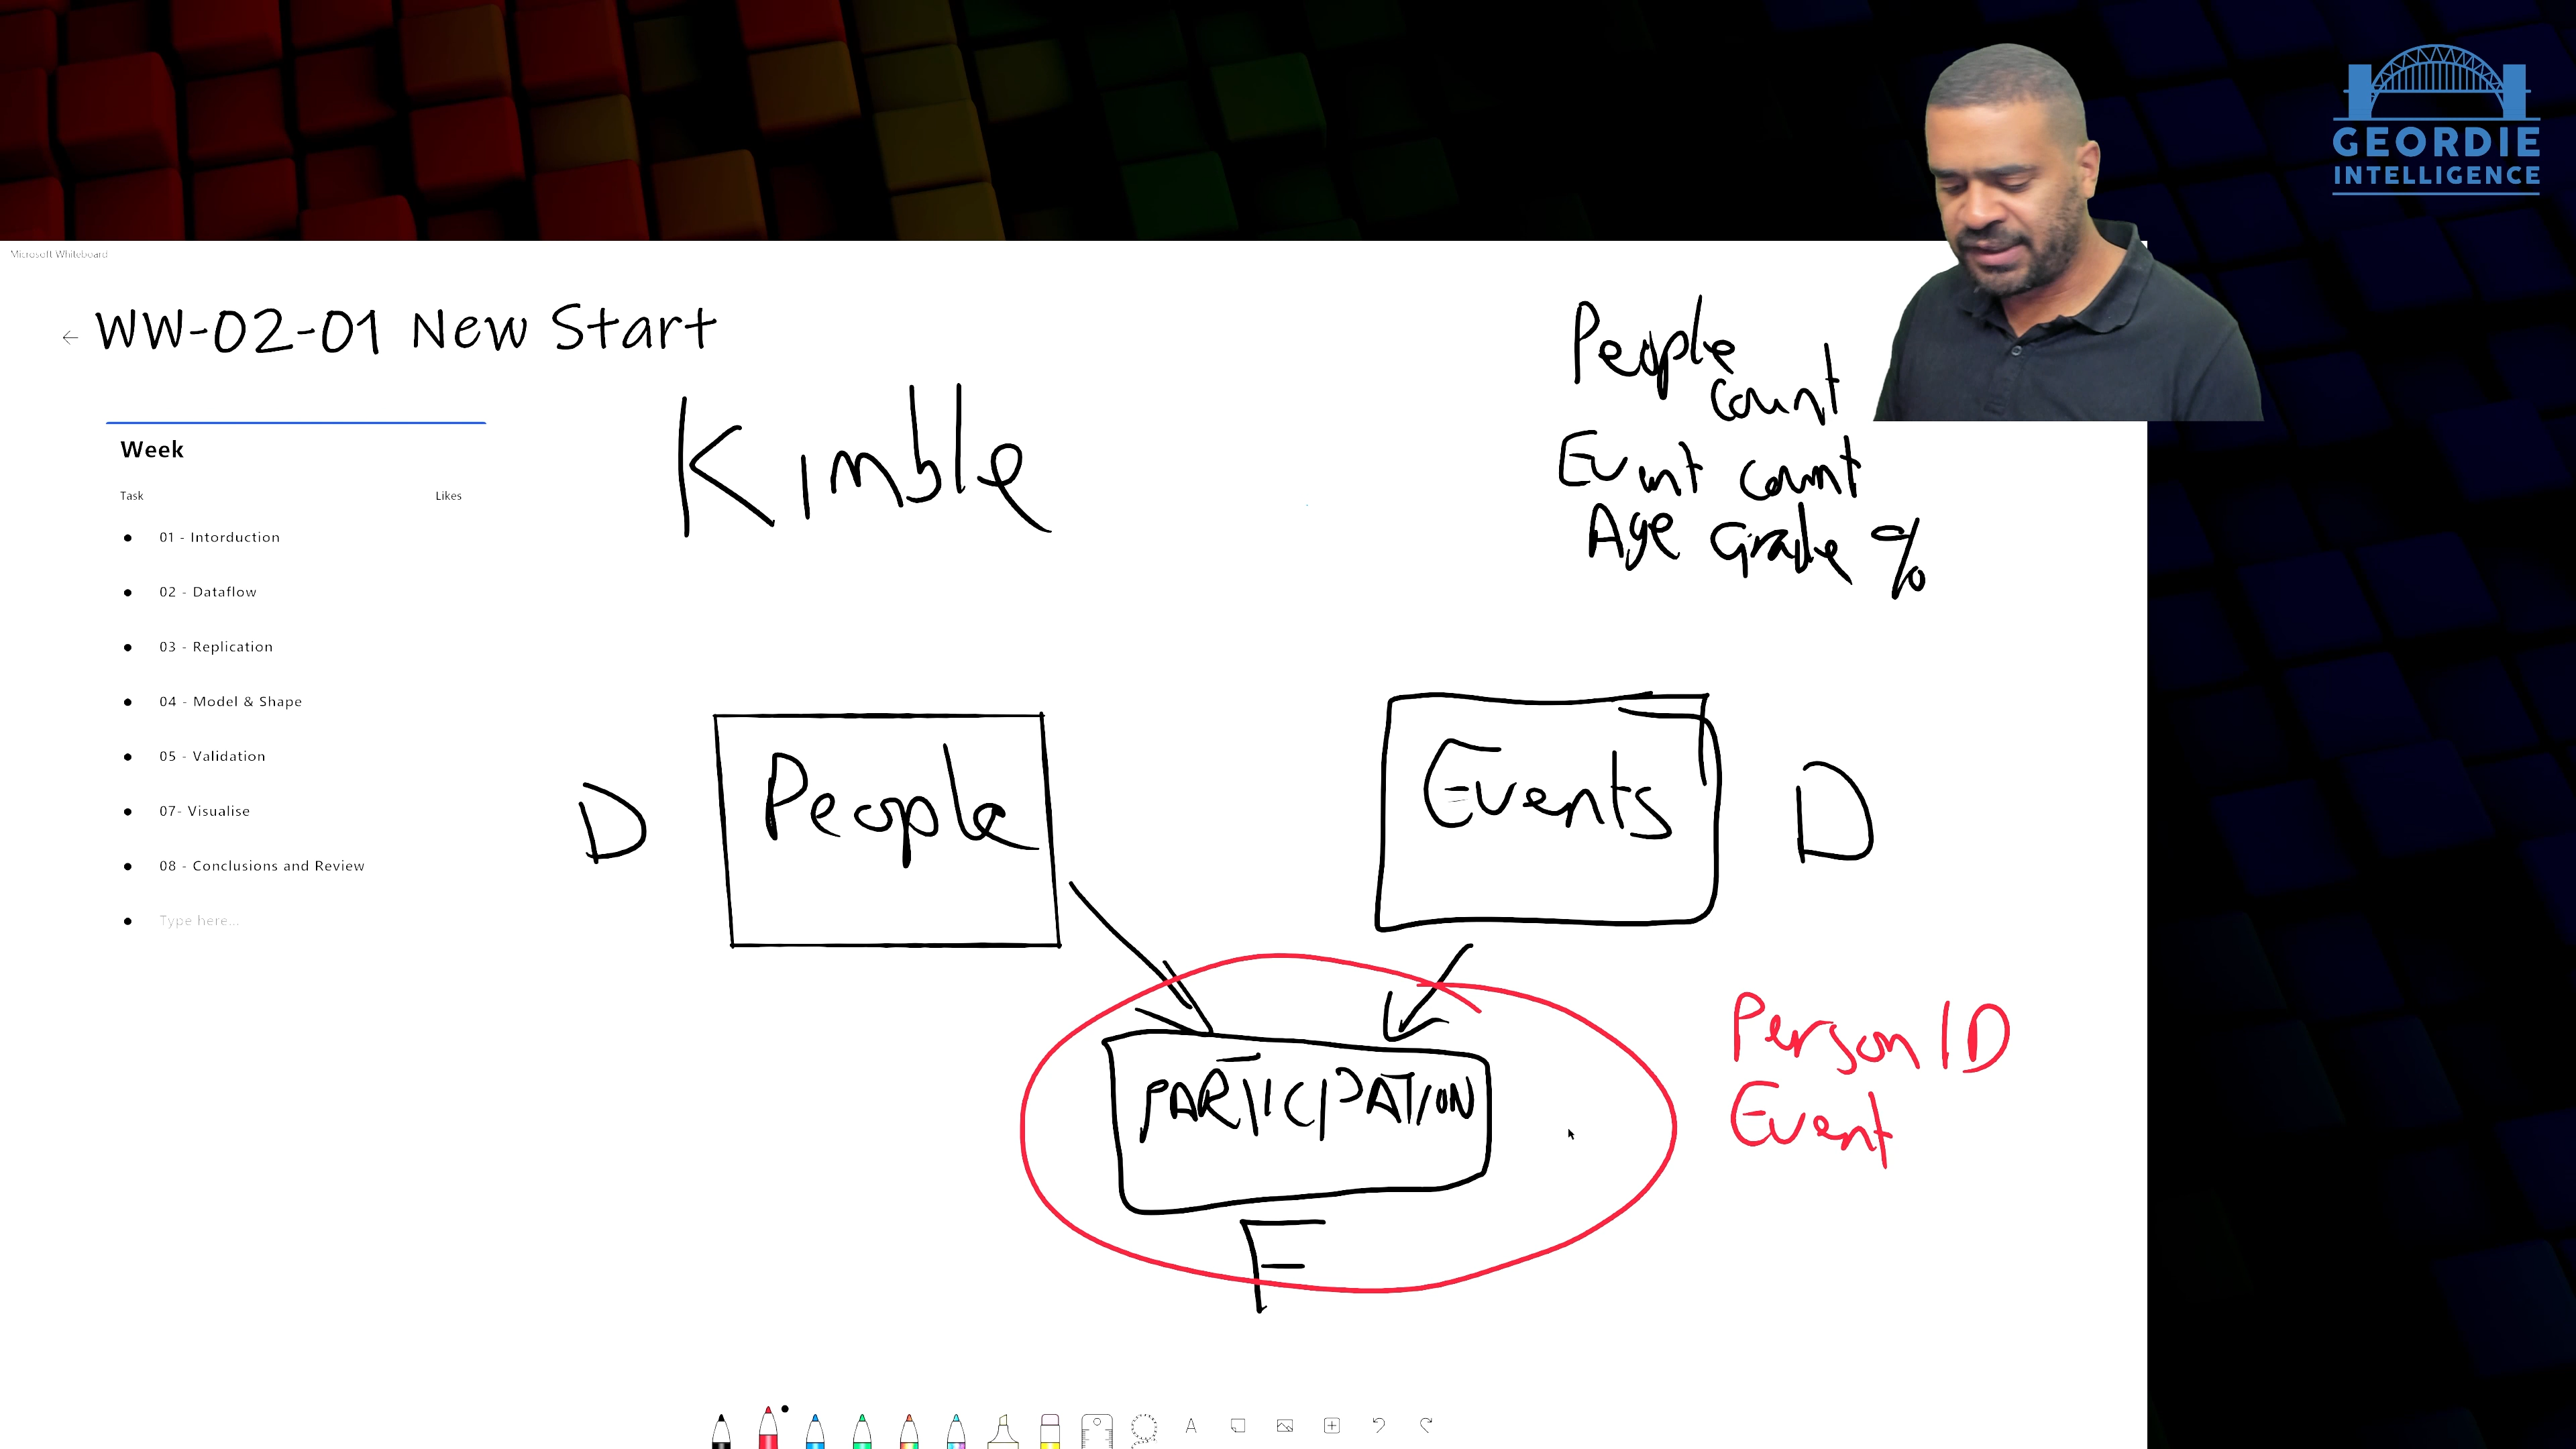 GEORDIE
INTELLIGENCE
Microsoft Whiteboard
WW-02-01 New Start
Week
Task Likes
01 - Intorduction
02 - Dataflow
03 - Replication
04 - Model & Shape
05 - Validation
07- Visualise
08 - Conclusions and Review
Type here...
Kimble
People
count
Event count
Age Grade %
D
People
Events
D
PARTICIPATION
F
Person ID
Event
A